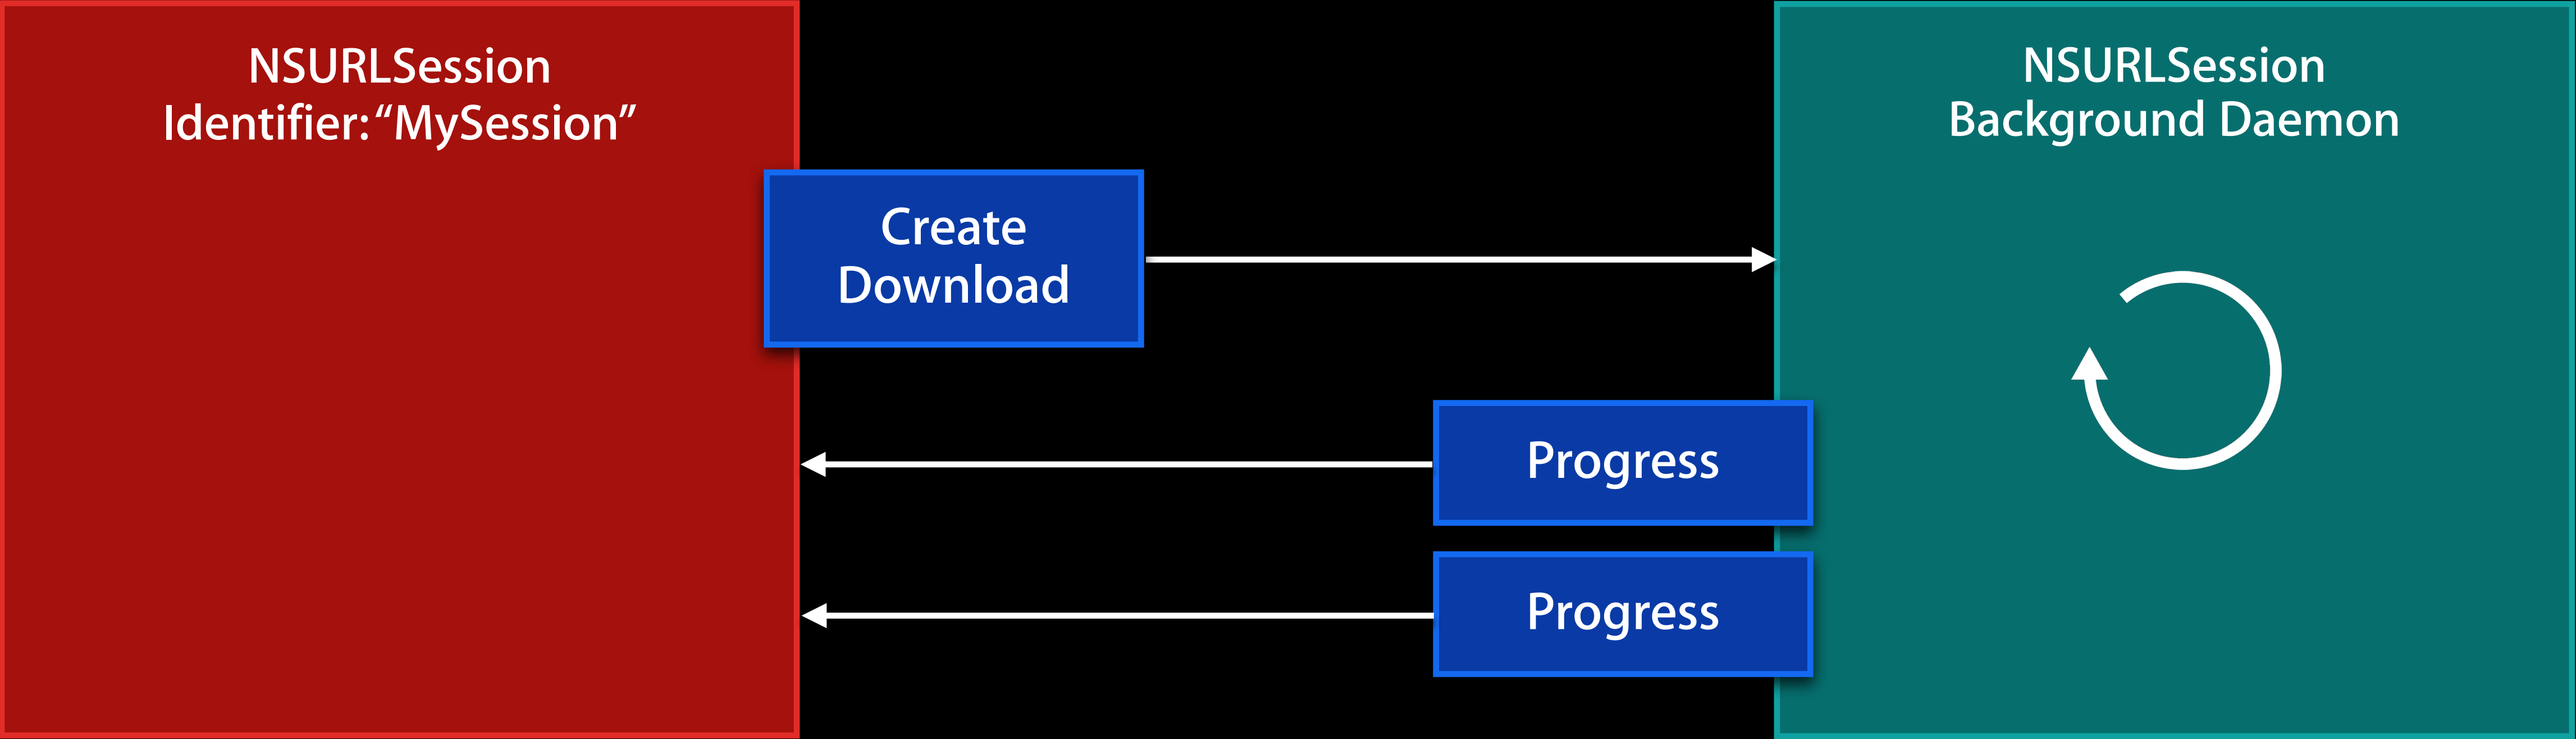 NSURLSession
Identifier: “MySession”
NSURLSession
Background Daemon
Create
Download
Progress
Progress